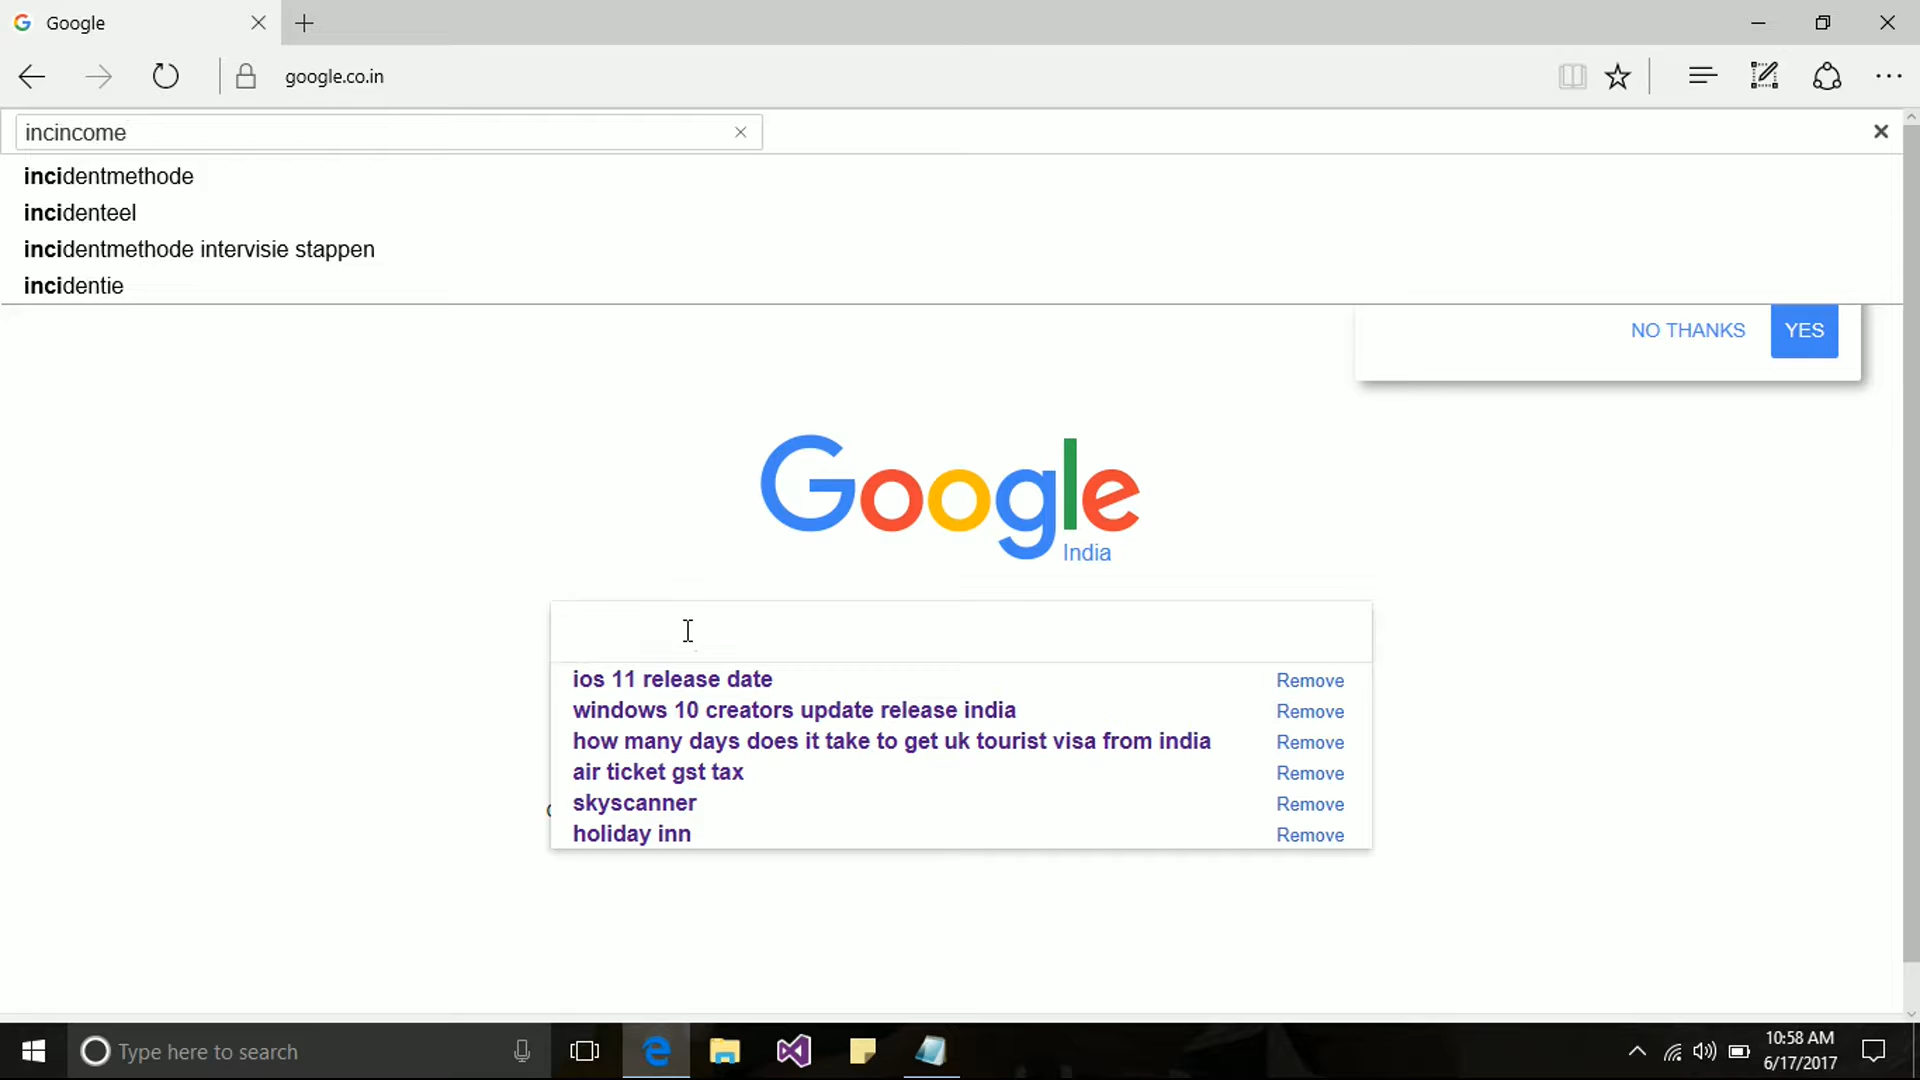 Google
google.co.in
incincome
incidentmethode
incidenteel
incidentmethode intervisie stappen
incidentie
NO THANKS YES
Google
India
ios 11 release date Remove
windows 10 creators update release india Remove
how many days does it take to get uk tourist visa from india Remove
air ticket gst tax Remove
skyscanner Remove
holiday inn Remove
Type here to search
10:58 AM
6/17/2017